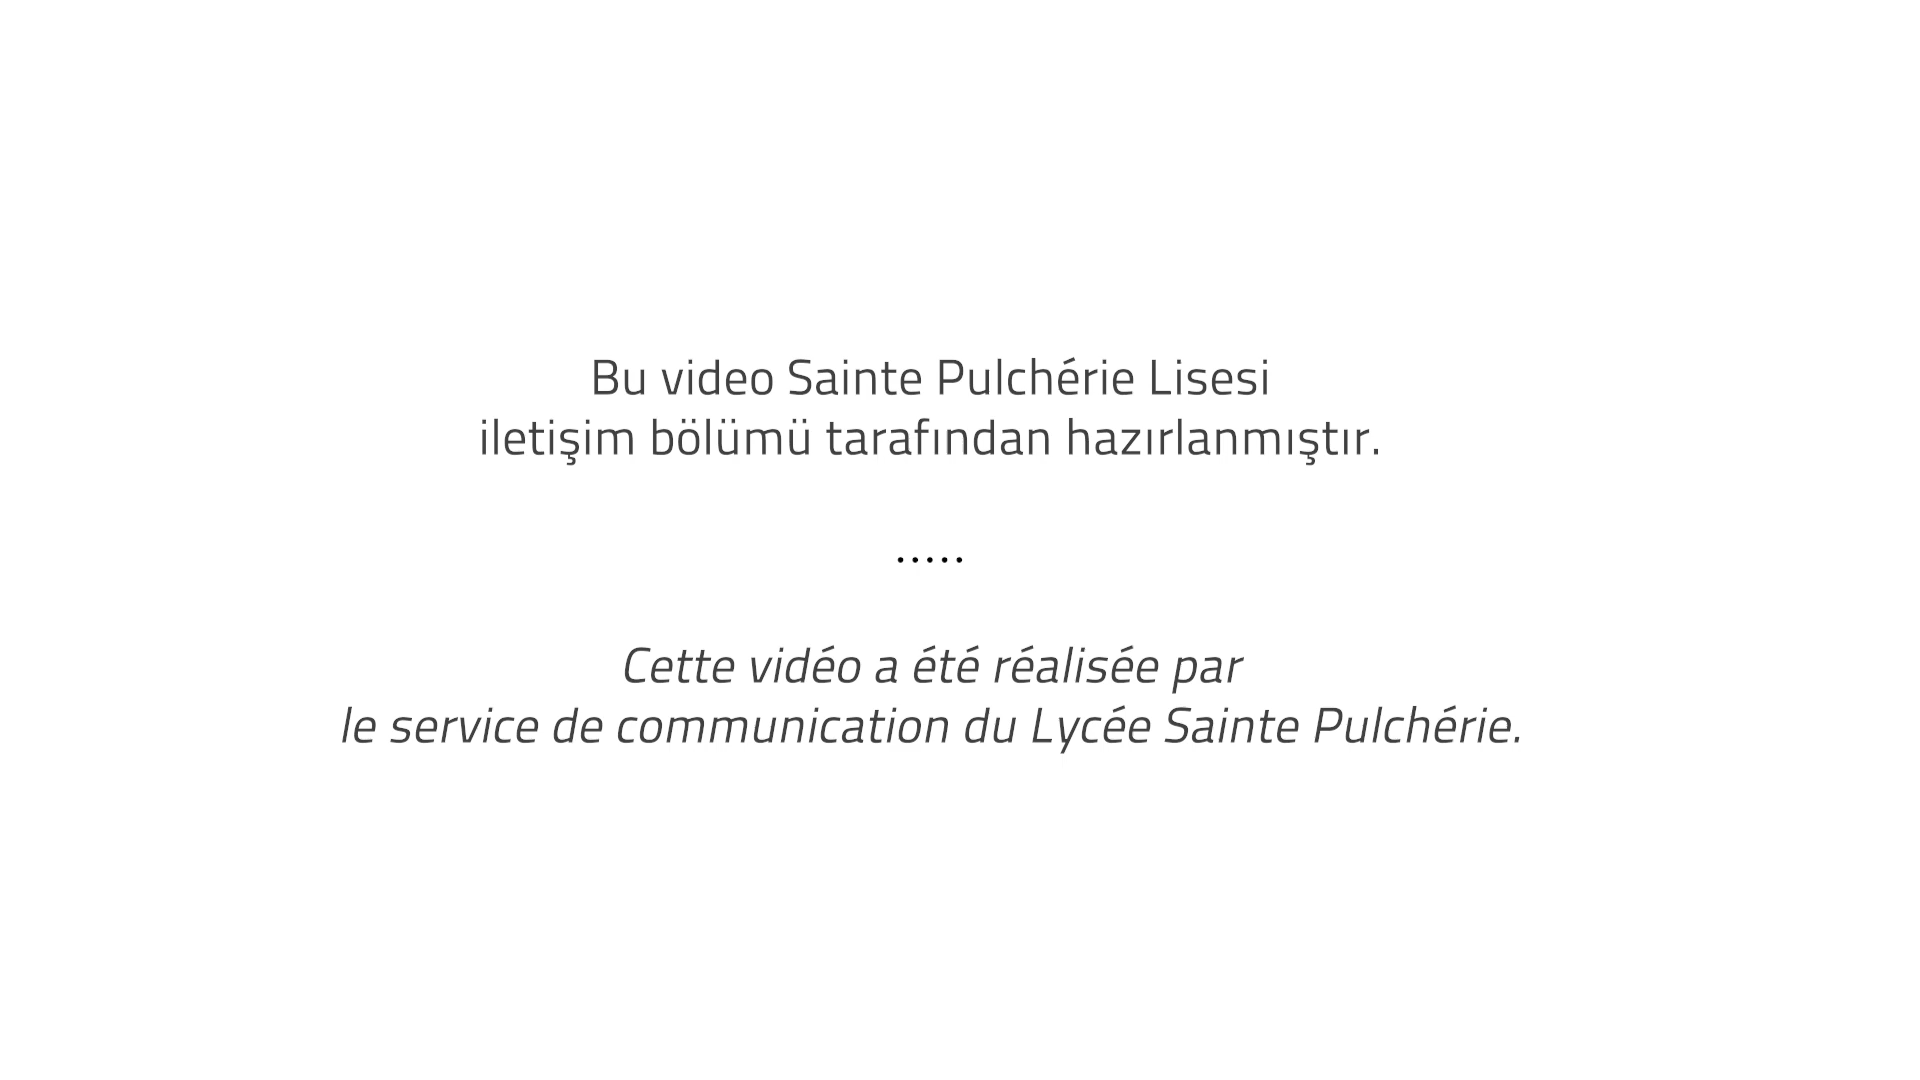 Bu video Sainte Pulchérie Lisesi
iletişim bölümü tarafından hazırlanmıştır.
.....
Cette vidéo a été réalisée par
le service de communication du Lycée Sainte Pulchérie.